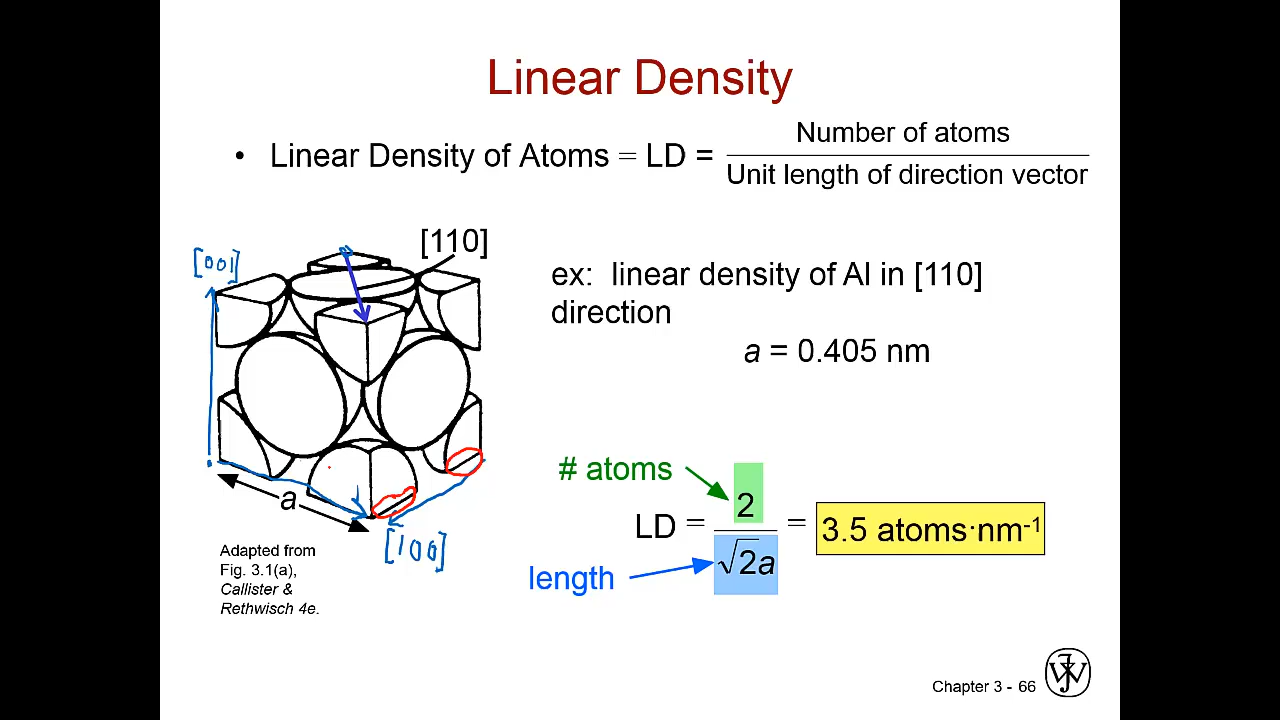 Linear Density
• Linear Density of Atoms = LD = Number of atoms
Unit length of direction vector
[001]
[110]
ex: linear density of Al in [110]
direction
a = 0.405 nm
# atoms
LD = 2 / √2a = 3.5 atoms·nm⁻¹
length
a
[100]
Adapted from
Fig. 3.1(a),
Callister &
Rethwisch 4e.
Chapter 3 - 66